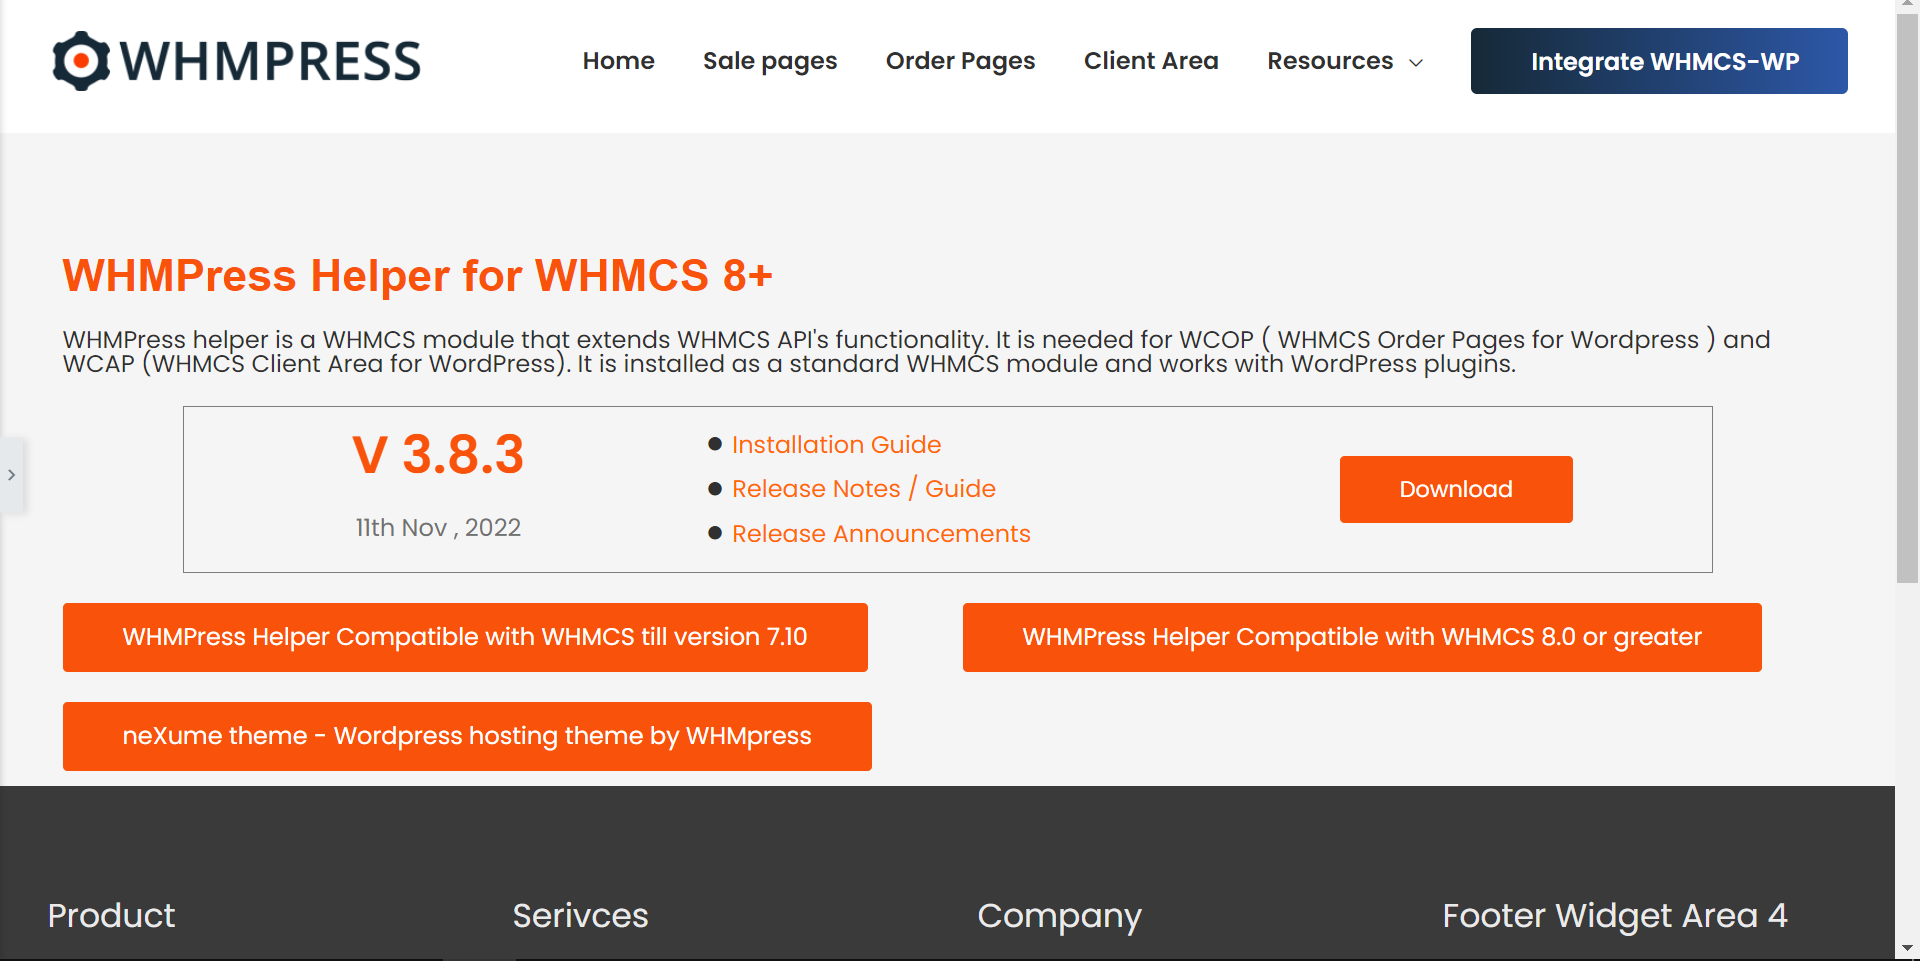 WHMPRESS
Home Sale pages Order Pages Client Area Resources Integrate WHMCS-WP
WHMPress Helper for WHMCS 8+
WHMPress helper is a WHMCS module that extends WHMCS API's functionality. It is needed for WCOP ( WHMCS Order Pages for Wordpress ) and
WCAP (WHMCS Client Area for WordPress). It is installed as a standard WHMCS module and works with WordPress plugins.
V 3.8.3
11th Nov , 2022
Installation Guide
Release Notes / Guide
Release Announcements
Download
WHMPress Helper Compatible with WHMCS till version 7.10
WHMPress Helper Compatible with WHMCS 8.0 or greater
neXume theme - Wordpress hosting theme by WHMpress
Product
Serivces
Company
Footer Widget Area 4